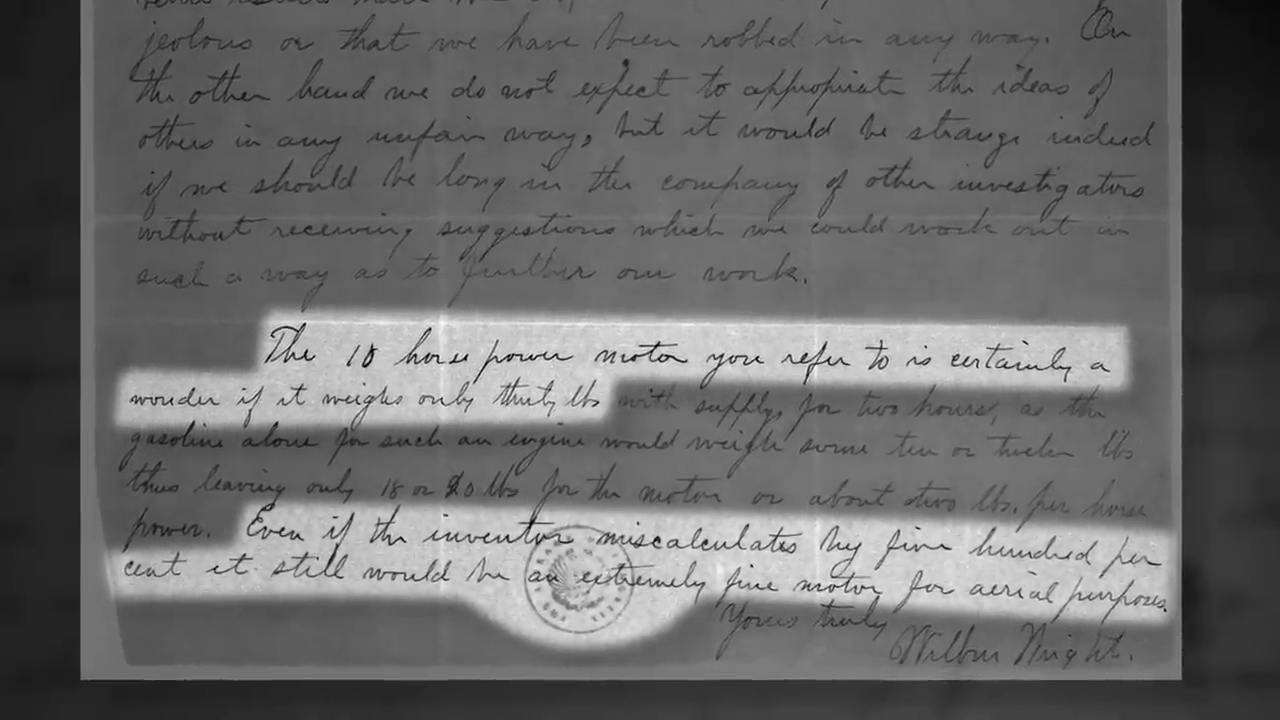 jealous or that we have been robbed in any way. On
the other hand we do not expect to appropriate the ideas of
others in any unfair way, but it would be strange indeed
if we should be long in the company of other investigators
without receiving suggestions which we could work out in
such a way as to further our work.
The 18 horse power motor you refer to is certainly a
wonder if it weighs only thirty lbs with supplys for two hours, as the
gasoline alone for such an engine would weigh some ten or twelve lbs
thus leaving only 18 or 20 lbs for the motor or about two lbs. per horse
power. Even if the inventor miscalculates by five hundred per
cent it still would be an extremely fine motor for aerial purposes.
Yours truly
Wilbur Wright.